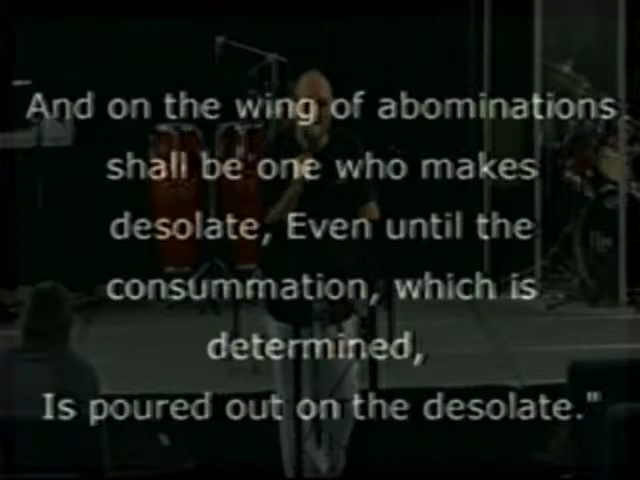 And on the wing of abominations
shall be one who makes
desolate, Even until the
consummation, which is
determined,
Is poured out on the desolate."